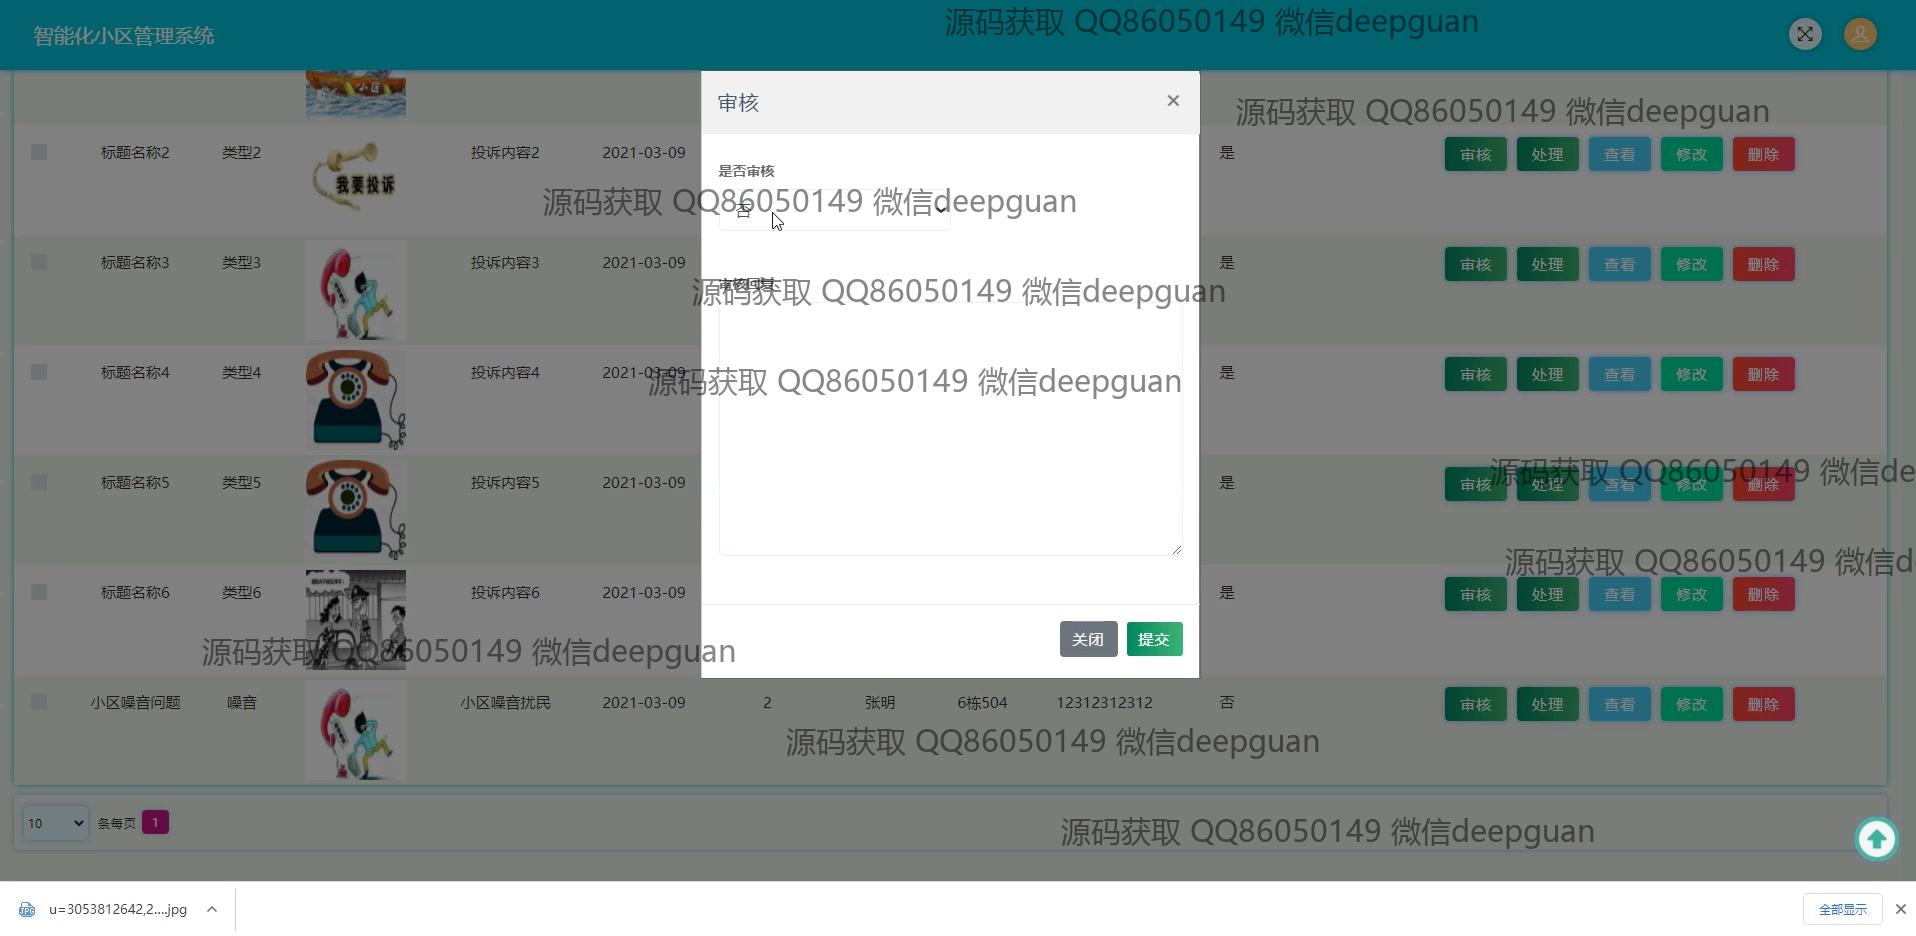 智能化小区管理系统
源码获取 QQ86050149 微信deepguan
小区
审核
×
源码获取 QQ86050149 微信deepguan
标题名称2 类型2 我要投诉 投诉内容2 2021-03-09 是 审核 处理 查看 修改 删除
是否审核
源码获取 QQ86050149 微信deepguan
否
标题名称3 类型3 投诉内容3 2021-03-09 是 审核 处理 查看 修改 删除
审核回复
源码获取 QQ86050149 微信deepguan
标题名称4 类型4 投诉内容4 2021-03-09 是 审核 处理 查看 修改 删除
源码获取 QQ86050149 微信deepguan
标题名称5 类型5 投诉内容5 2021-03-09 是 审核 处理 查看 修改 删除
源码获取 QQ86050149 微信de
源码获取 QQ86050149 微信d
标题名称6 类型6 投诉内容6 2021-03-09 是 审核 处理 查看 修改 删除
关闭 提交
源码获取 QQ86050149 微信deepguan
小区噪音问题 噪音 小区噪音扰民 2021-03-09 2 张明 6栋504 12312312312 否 审核 处理 查看 修改 删除
源码获取 QQ86050149 微信deepguan
10 条每页 1
源码获取 QQ86050149 微信deepguan
JPG u=3053812642,2....jpg 全部显示